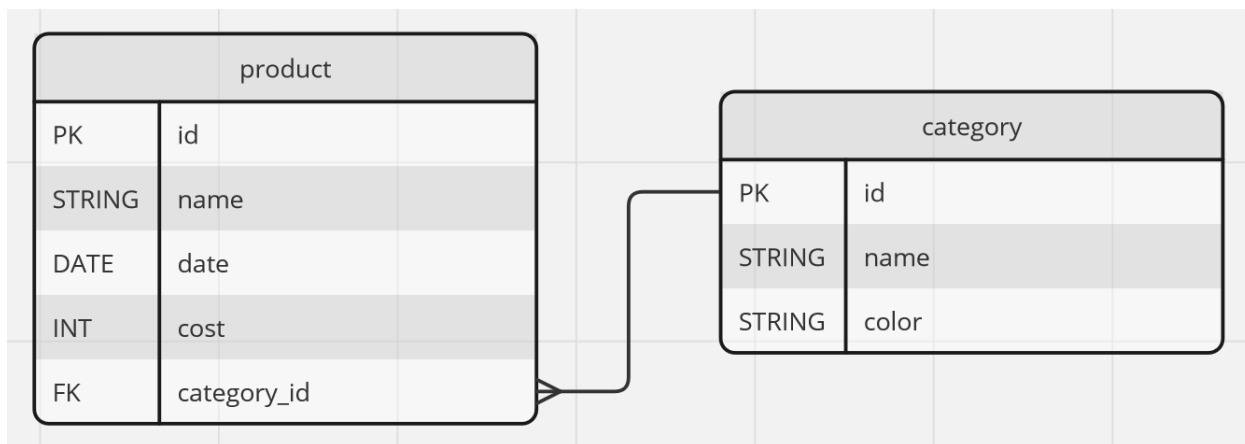 product
PK id
STRING name
DATE date
INT cost
FK category_id
category
PK id
STRING name
STRING color